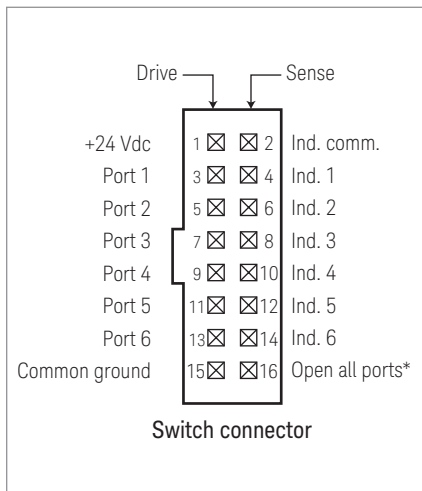 Drive Sense
+24 Vdc 1 2 Ind. comm.
Port 1 3 4 Ind. 1
Port 2 5 6 Ind. 2
Port 3 7 8 Ind. 3
Port 4 9 10 Ind. 4
Port 5 11 12 Ind. 5
Port 6 13 14 Ind. 6
Common ground 15 16 Open all ports*
Switch connector